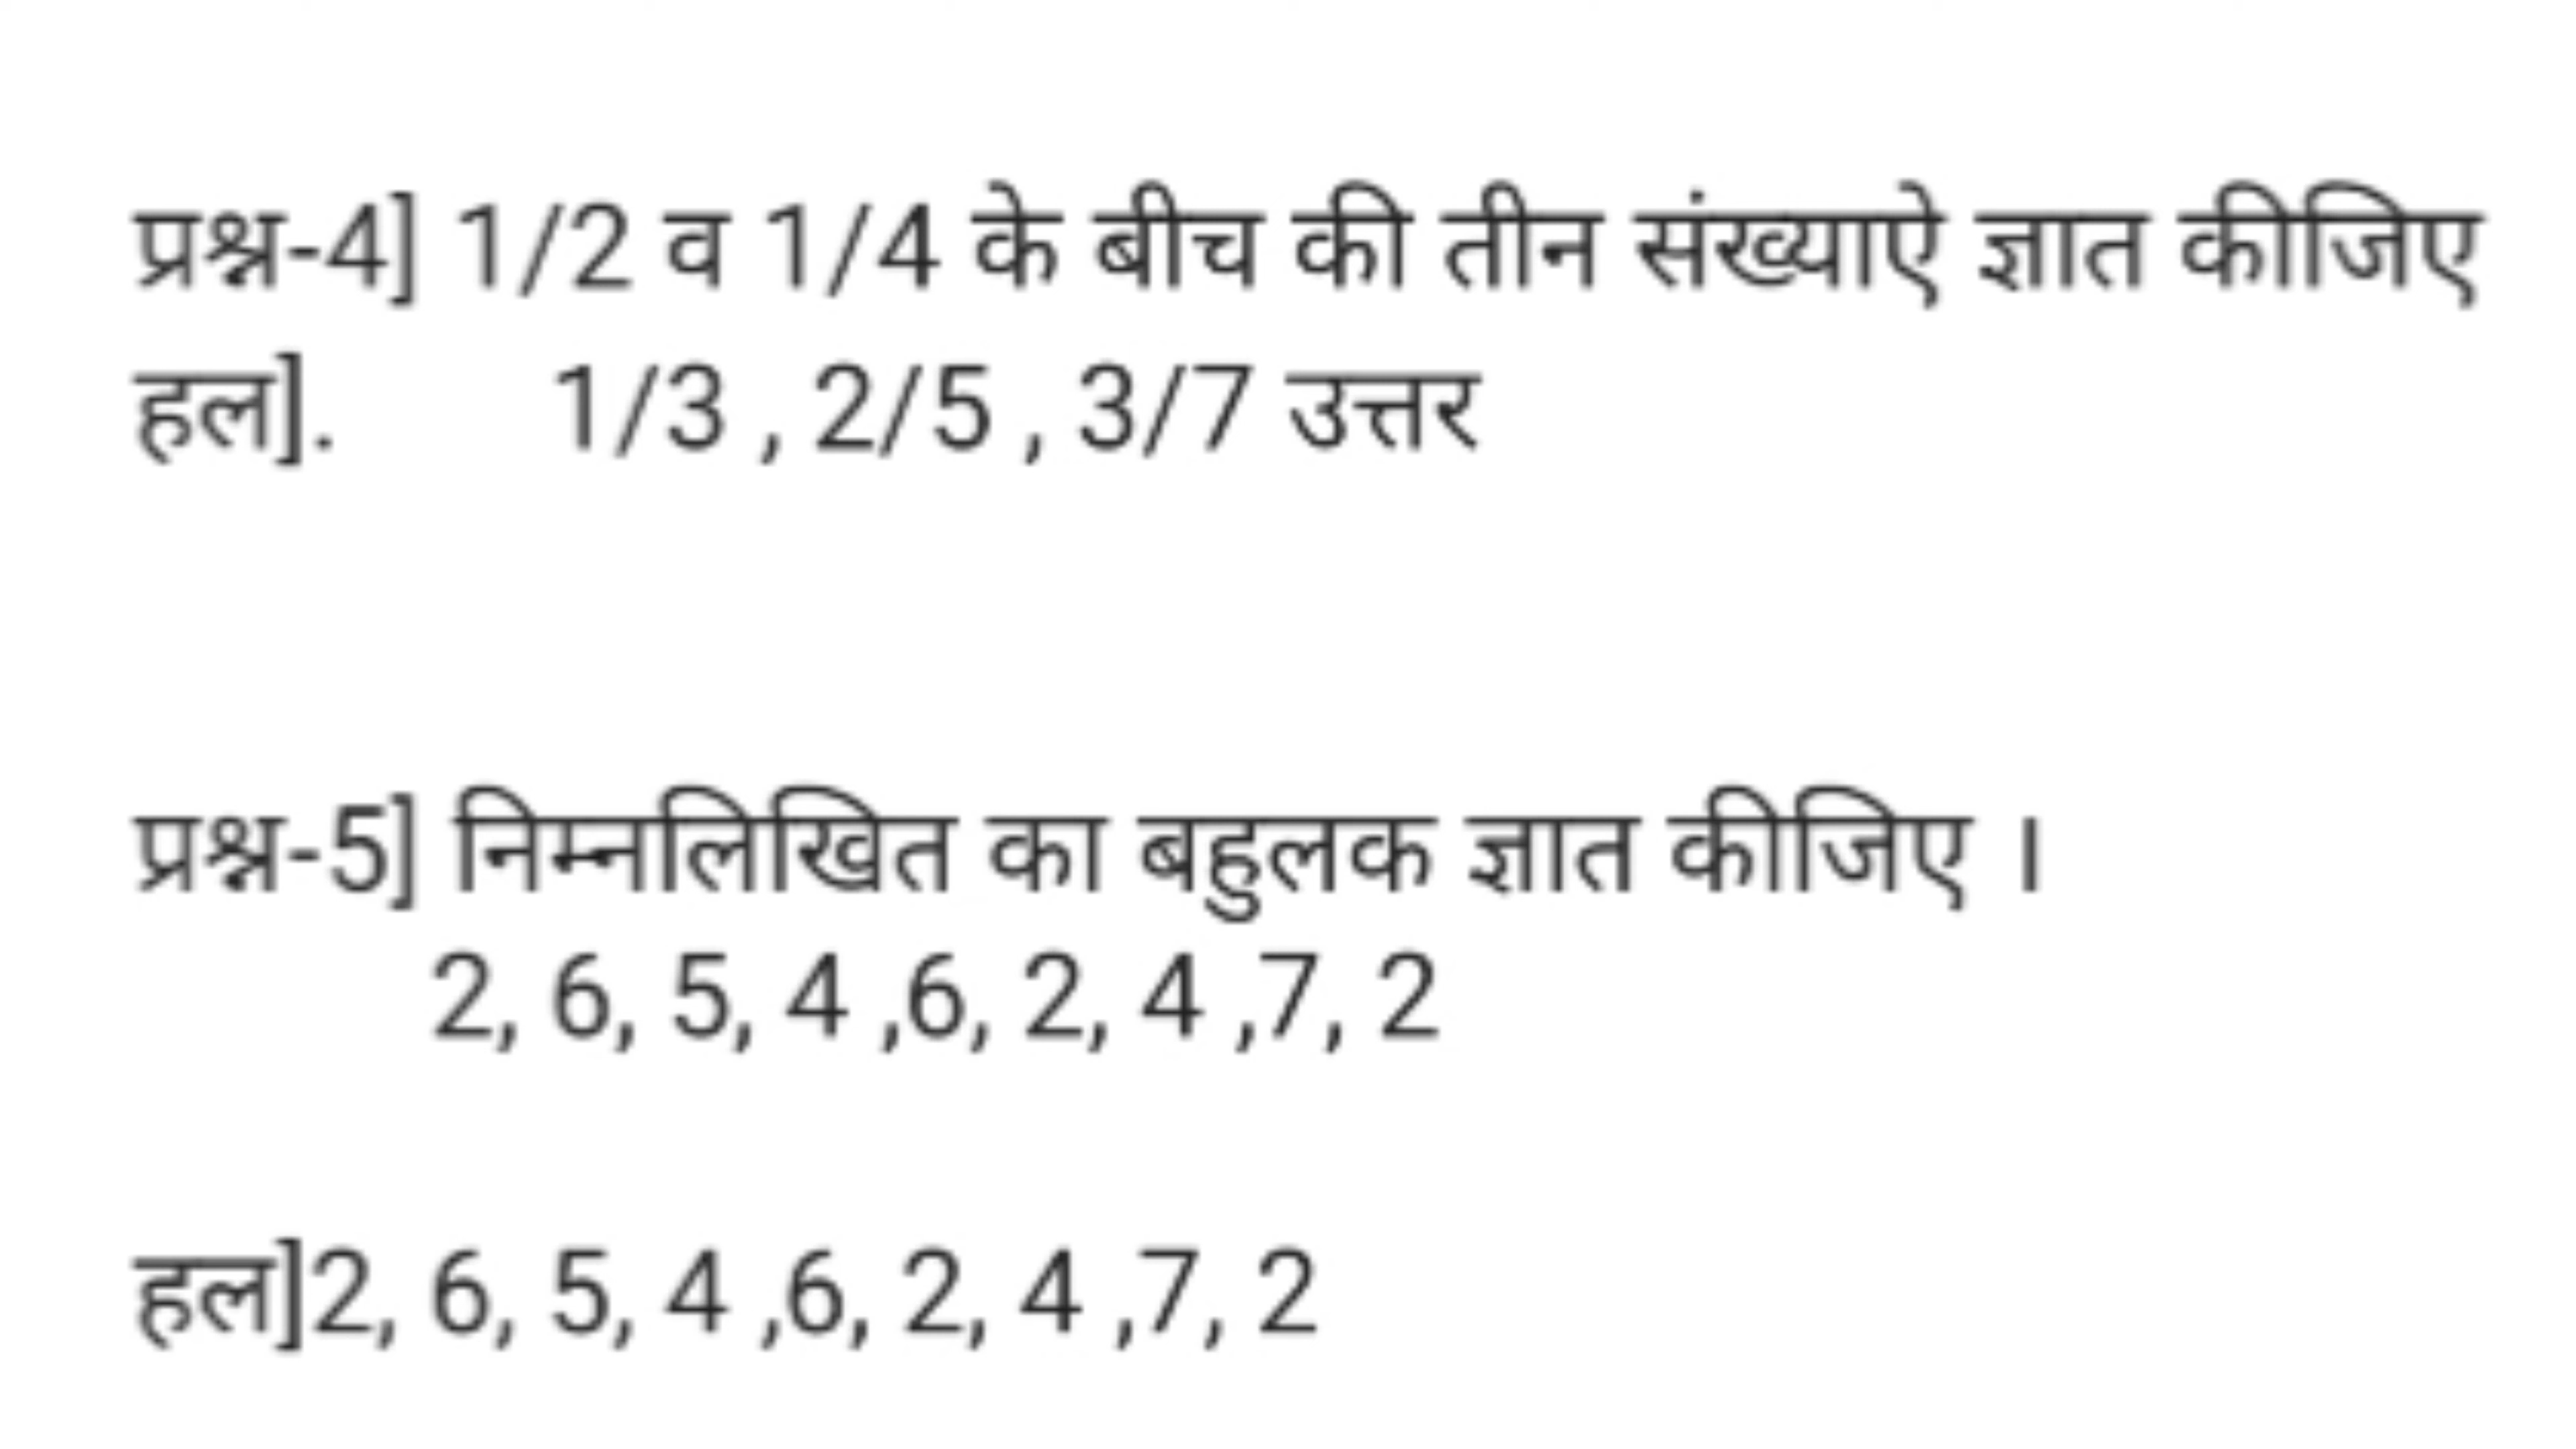 प्रश्न-4] 1/2 व 1/4 के बीच की तीन संख्याऐ ज्ञात कीजिए
हल].      1/3 , 2/5 , 3/7 उत्तर
प्रश्न-5] निम्नलिखित का बहुलक ज्ञात कीजिए ।
2, 6, 5, 4 ,6, 2, 4 ,7, 2
हल]2, 6, 5, 4 ,6, 2, 4 ,7, 2